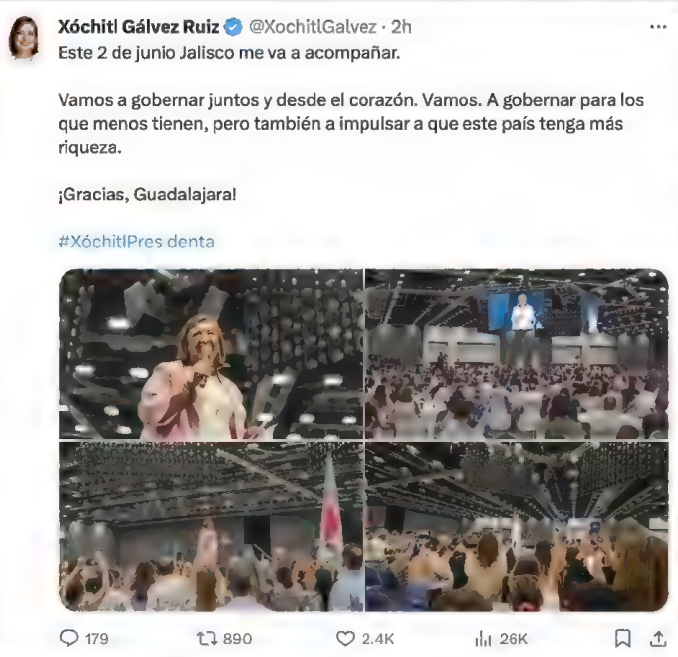 Xóchitl Gálvez Ruiz @XochitlGalvez · 2h
Este 2 de junio Jalisco me va a acompañar.
Vamos a gobernar juntos y desde el corazón. Vamos. A gobernar para los
que menos tienen, pero también a impulsar a que este país tenga más
riqueza.
¡Gracias, Guadalajara!
#XóchitlPres denta
179 890 2.4K 26K